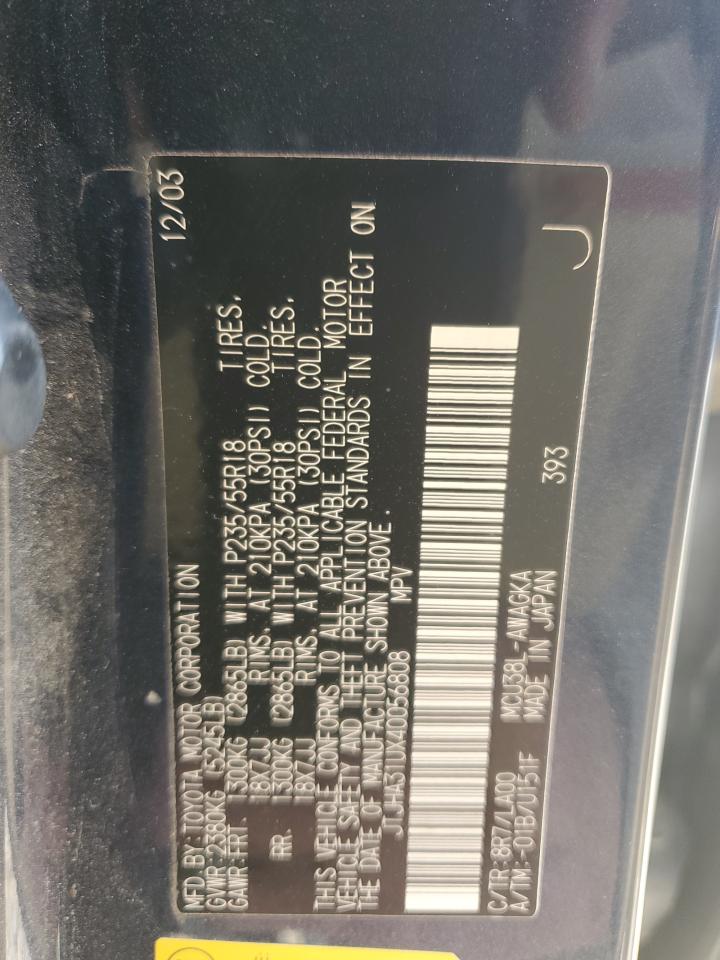 12/03
MFD.BY:TOYOTA MOTOR CORPORATION
GVWR:2380KG (5245LB)
GAWR:FRT. 1300KG (2865LB) WITH P235/55R18 TIRES,
18X7JJ RIMS, AT 210KPA (30PSI) COLD.
RR. 1300KG (2865LB) WITH P235/55R18 TIRES,
18X7JJ RIMS, AT 210KPA (30PSI) COLD.
THIS VEHICLE CONFORMS TO ALL APPLICABLE FEDERAL MOTOR
VEHICLE SAFETY AND THEFT PREVENTION STANDARDS IN EFFECT ON
THE DATE OF MANUFACTURE SHOWN ABOVE.
JTJHA31UX40056808 MPV
C/TR:8R7/LA00 MCU38L-AWAGKA
A/TM:-01B/U151F MADE IN JAPAN 393 J